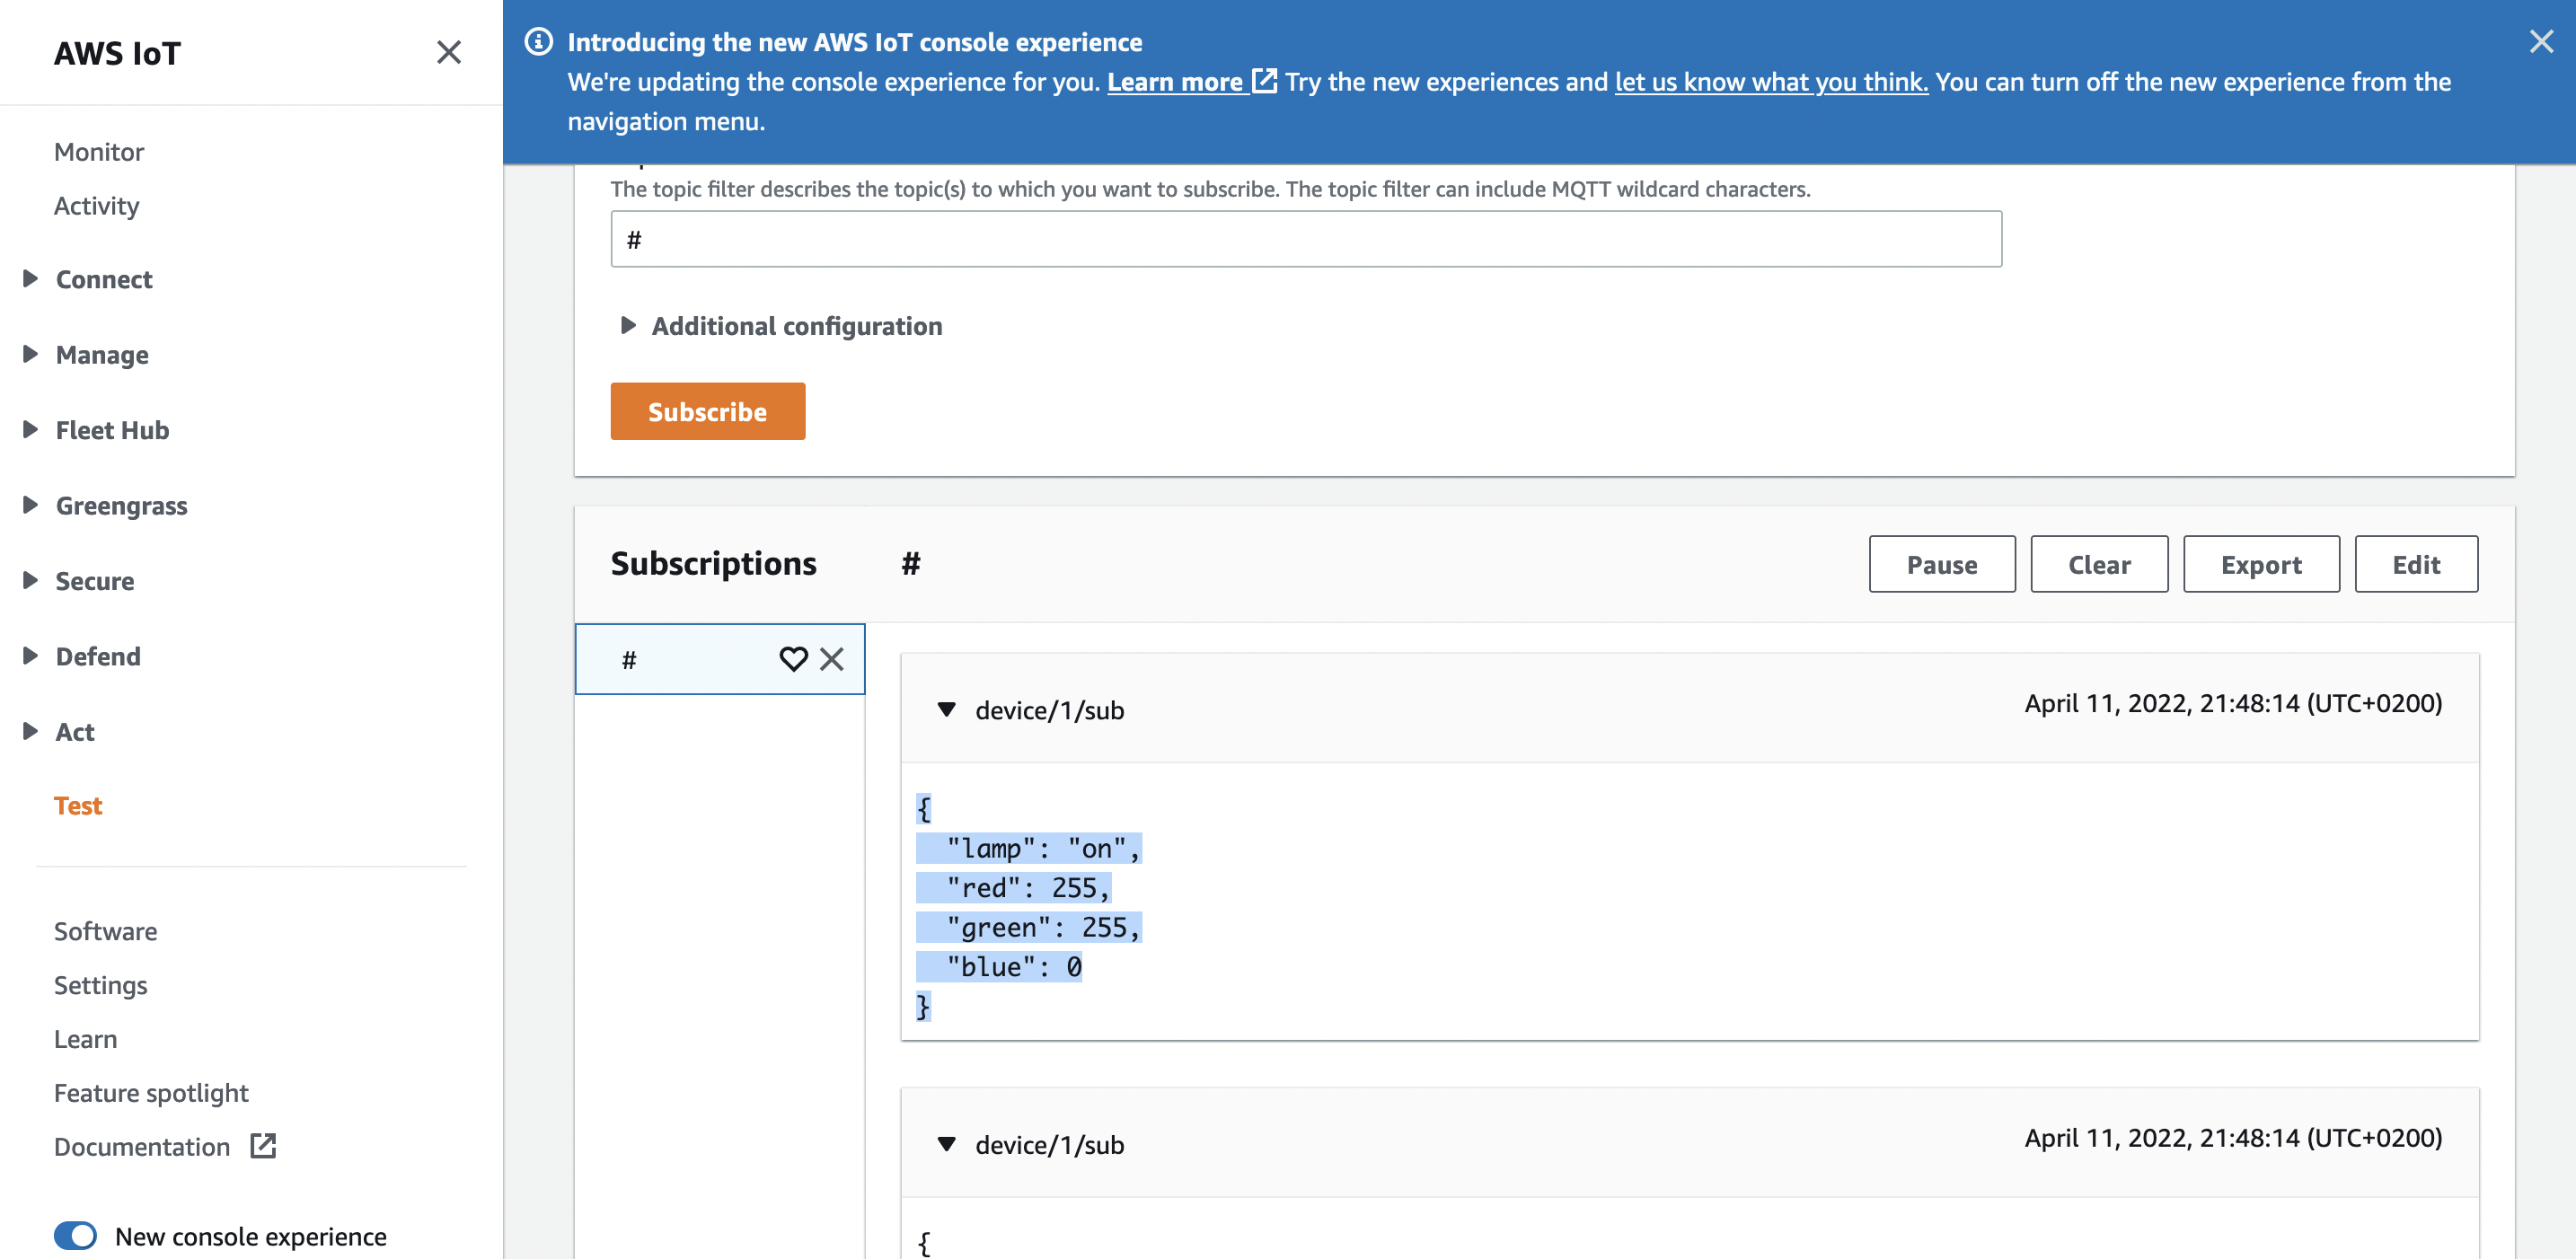 AWS IoT
Monitor
Activity
Connect
Manage
Fleet Hub
Greengrass
Secure
Defend
Act
Test
Software
Settings
Learn
Feature spotlight
Documentation
New console experience
Introducing the new AWS IoT console experience
We're updating the console experience for you. Learn more Try the new experiences and let us know what you think. You can turn off the new experience from the
navigation menu.
The topic filter describes the topic(s) to which you want to subscribe. The topic filter can include MQTT wildcard characters.
#
Additional configuration
Subscribe
Subscriptions
#
Pause
Clear
Export
Edit
#
device/1/sub
April 11, 2022, 21:48:14 (UTC+0200)
{
"lamp": "on",
"red": 255,
"green": 255,
"blue": 0
}
device/1/sub
April 11, 2022, 21:48:14 (UTC+0200)
{